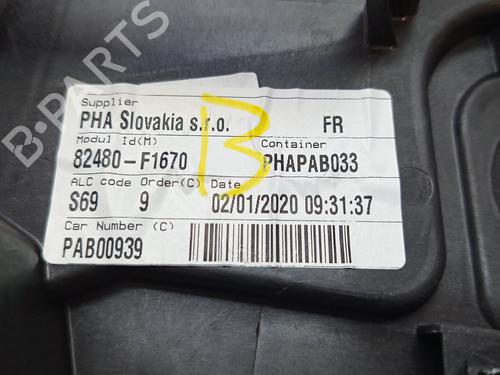 B-PARTS
Supplier
PHA Slovakia s.r.o. FR
Modul Id(M) Container
82480-F1670 PHAPAB033
ALC code Order(C) Date
S69 9 02/01/2020 09:31:37
Car Number (C)
PAB00939
B